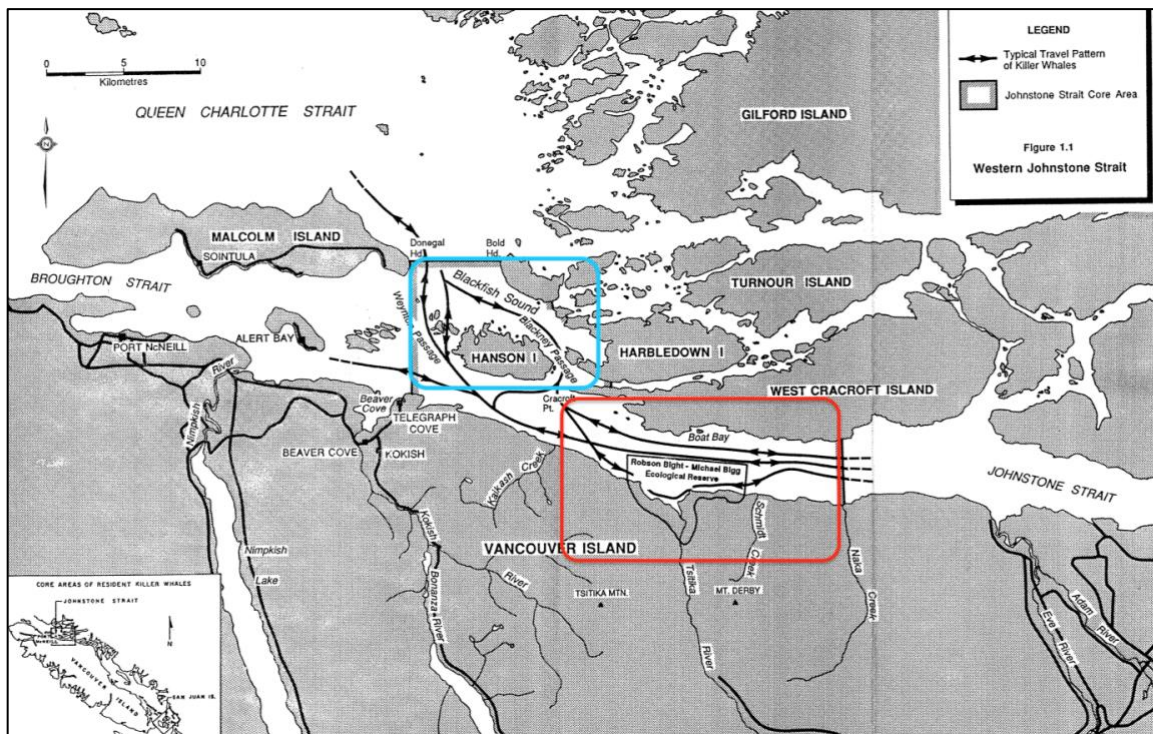 0 5 10
Kilometres
QUEEN CHARLOTTE STRAIT
N
LEGEND
Typical Travel Pattern
of Killer Whales
Johnstone Strait Core Area
Figure 1.1
Western Johnstone Strait
GILFORD ISLAND
MALCOLM ISLAND
SOINTULA
Donegal
Hd.
Bold
Hd.
BROUGHTON STRAIT
Blackfish Sound
TURNOUR ISLAND
Passage
Blackney Passage
ALERT BAY
PORT McNEILL
HANSON I
HARBLEDOWN I
River
Nimpkish
WEST CRACROFT ISLAND
Cracroft
Pt.
Beaver
Cove
TELEGRAPH
COVE
Boat Bay
BEAVER COVE
KOKISH
Robson Bight - Michael Bigg
Ecological Reserve
JOHNSTONE STRAIT
Kaikash Creek
Schmidt
Creek
VANCOUVER ISLAND
Kokish
River
Nimpkish
Lake
Bonanza River
TSITIKA MTN.
Tsitika
River
MT. DERBY
Naka
Creek
Eve River
Adam
River
CORE AREAS OF RESIDENT KILLER WHALES
JOHNSTONE STRAIT
N
McNEILL
VANCOUVER
ISLAND
SAN JUAN IS.